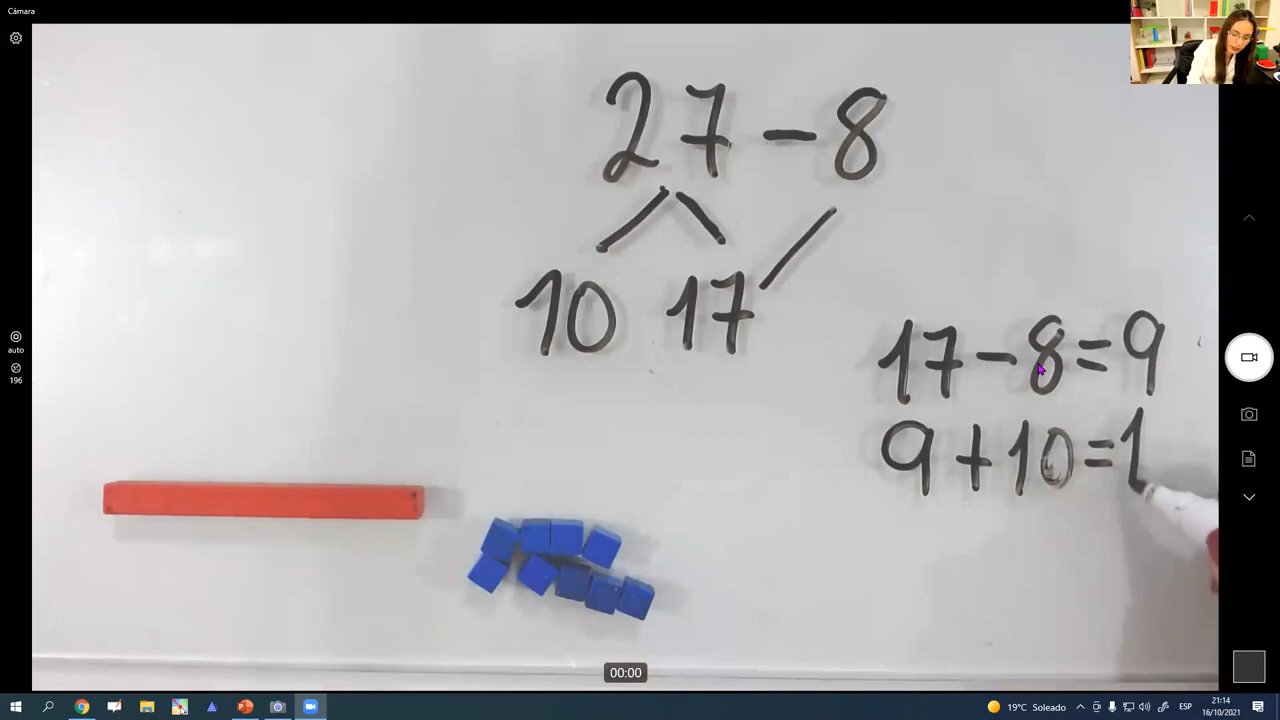 Cámara
27-8
10 17
17-8=9
9+10=1
auto
196
00:00
19°C Soleado
ESP
21:14
16/10/2021